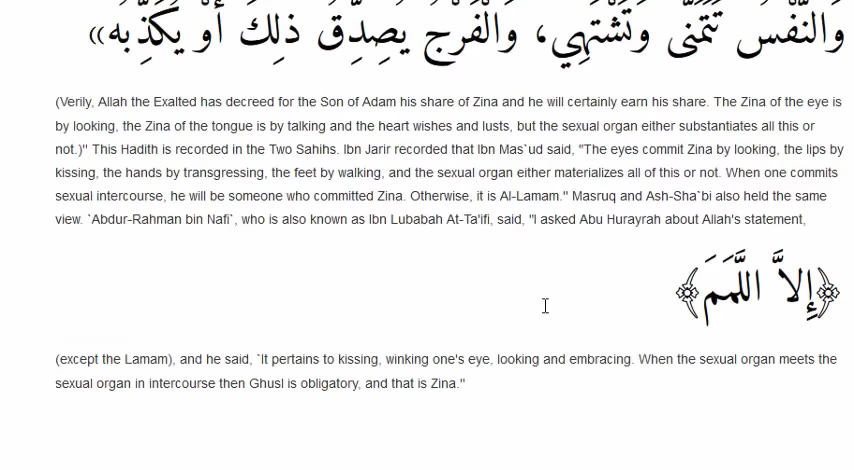 وَالنَّفْسُ تَتَمَنَّى وَتَشْتَهِي، وَالْفَرْجُ يُصِدِّقُ ذلِكَ أَوْ يُكَذِّبُه»
(Verily, Allah the Exalted has decreed for the Son of Adam his share of Zina and he will certainly earn his share. The Zina of the eye is
by looking, the Zina of the tongue is by talking and the heart wishes and lusts, but the sexual organ either substantiates all this or
not.)'' This Hadith is recorded in the Two Sahihs. Ibn Jarir recorded that Ibn Mas`ud said, "The eyes commit Zina by looking, the lips by
kissing, the hands by transgressing, the feet by walking, and the sexual organ either materializes all of this or not. When one commits
sexual intercourse, he will be someone who committed Zina. Otherwise, it is Al-Lamam." Masruq and Ash-Sha`bi also held the same
view. `Abdur-Rahman bin Nafi`, who is also known as Ibn Lubabah At-Ta'ifi, said, "I asked Abu Hurayrah about Allah's statement,
﴿إِلاَّ اللَّمَمَ﴾
(except the Lamam), and he said, `It pertains to kissing, winking one's eye, looking and embracing. When the sexual organ meets the
sexual organ in intercourse then Ghusl is obligatory, and that is Zina."